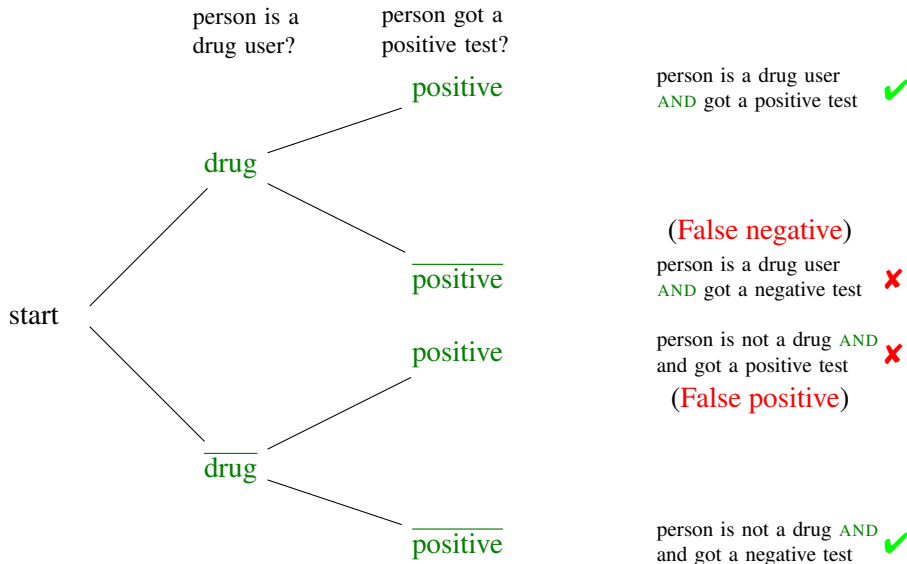 person is a
drug user?
person got a
positive test?
positive
person is a drug user
AND got a positive test
drug
(False negative)
positive
person is a drug user
AND got a negative test
start
positive
person is not a drug AND
and got a positive test
(False positive)
drug
positive
person is not a drug AND
and got a negative test